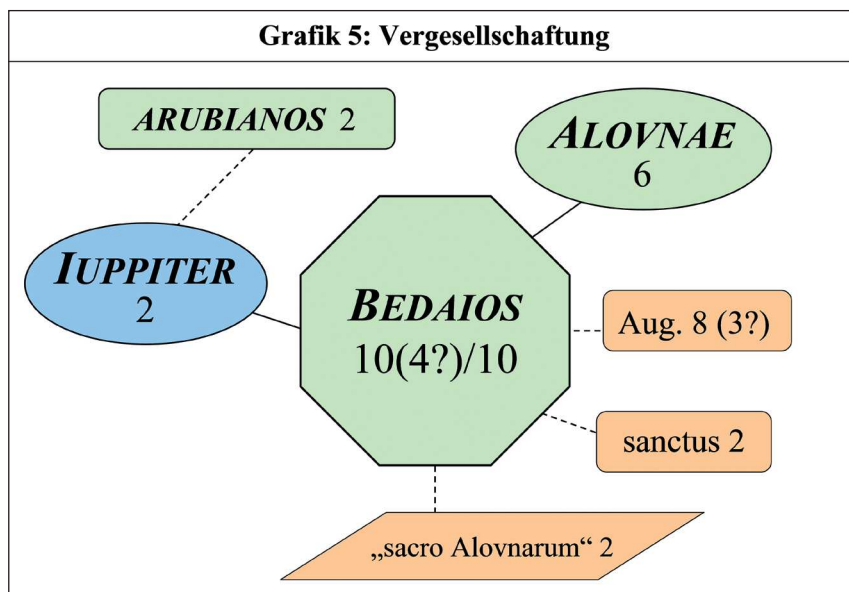 Grafik 5: Vergesellschaftung
ARUBIANOS 2
ALOVNAE
6
IUPPITER
2
BEDAIOS
10(4?)/10
Aug. 8 (3?)
sanctus 2
„sacro Alovnarum“ 2